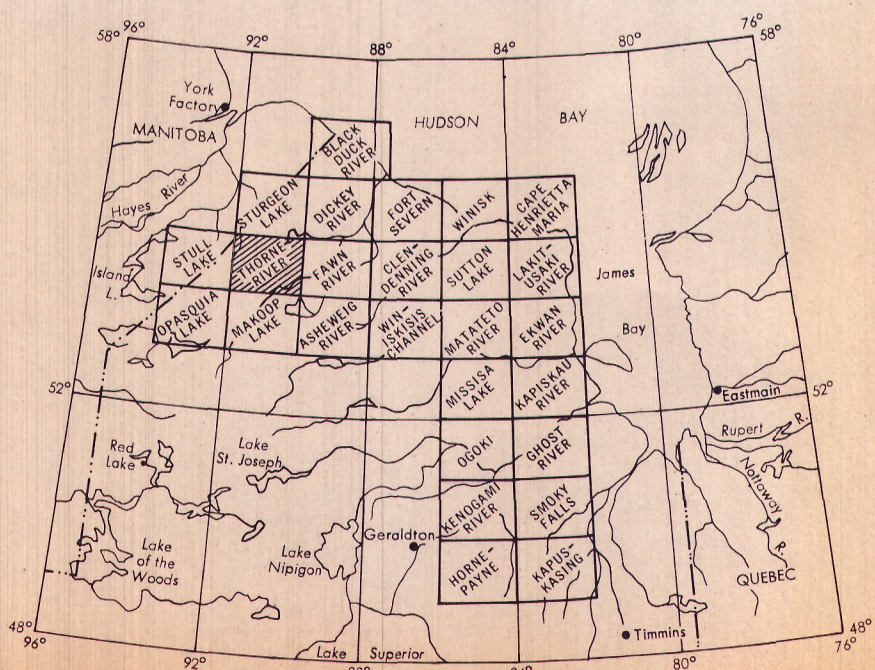 96°
58°
92°
88°
84°
80°
76°
58°
York
Factory
MANITOBA
HUDSON
BAY
BLACK
DUCK
RIVER
Hayes River
STURGEON
LAKE
DICKEY
RIVER
FORT
SEVERN
WINISK
CAPE
HENRIETTA
MARIA
Island
L.
STULL
LAKE
THORNE
RIVER
FAWN
RIVER
CLEN-
DENNING
RIVER
SUTTON
LAKE
LAKIT-
USAKI
RIVER
James
Bay
OPASQUIA
LAKE
MAKOOP
LAKE
ASHEWEIG
RIVER
WIN-
ISKISIS
CHANNEL
MATATETO
RIVER
EKWAN
RIVER
52°
MISSISA
LAKE
KAPISKAU
RIVER
Eastmain
52°
Red
Lake
Lake
St. Joseph
OGOKI
GHOST
RIVER
Rupert R.
Nottaway R.
Lake
of the
Woods
Lake
Nipigon
Geraldton
KENOGAMI
RIVER
SMOKY
FALLS
HORNE-
PAYNE
KAPUS-
KASING
QUEBEC
Timmins
48°
96°
92°
Lake Superior
80°
48°
76°